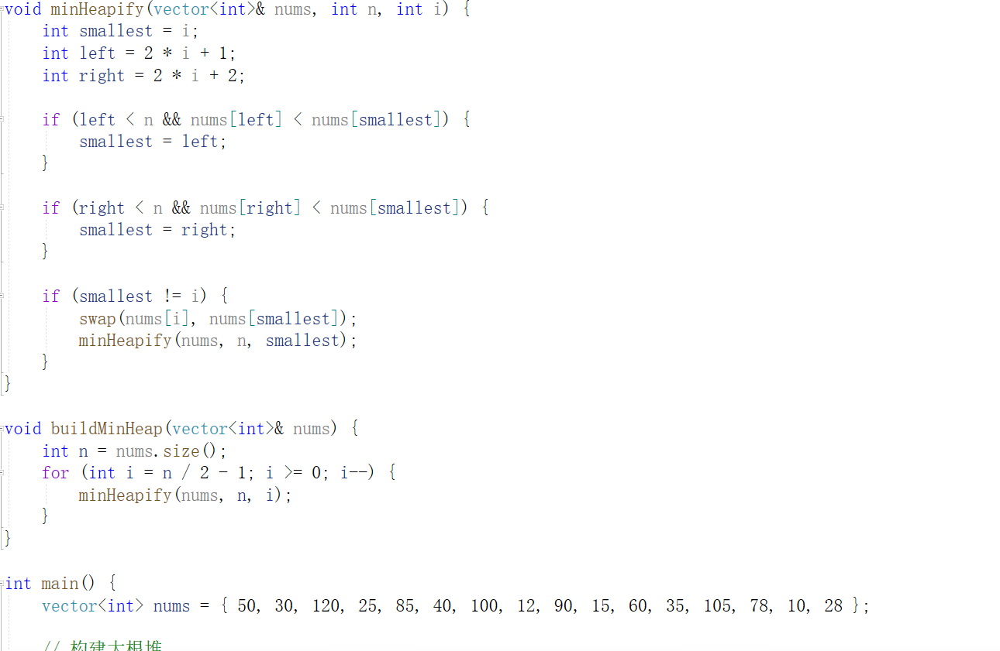 void minHeapify(vector<int>& nums, int n, int i) {
    int smallest = i;
    int left = 2 * i + 1;
    int right = 2 * i + 2;
    if (left < n && nums[left] < nums[smallest]) {
        smallest = left;
    }
    if (right < n && nums[right] < nums[smallest]) {
        smallest = right;
    }
    if (smallest != i) {
        swap(nums[i], nums[smallest]);
        minHeapify(nums, n, smallest);
    }
}
void buildMinHeap(vector<int>& nums) {
    int n = nums.size();
    for (int i = n / 2 - 1; i >= 0; i--) {
        minHeapify(nums, n, i);
    }
}
int main() {
    vector<int> nums = { 50, 30, 120, 25, 85, 40, 100, 12, 90, 15, 60, 35, 105, 78, 10, 28 };
    // 构建大根堆